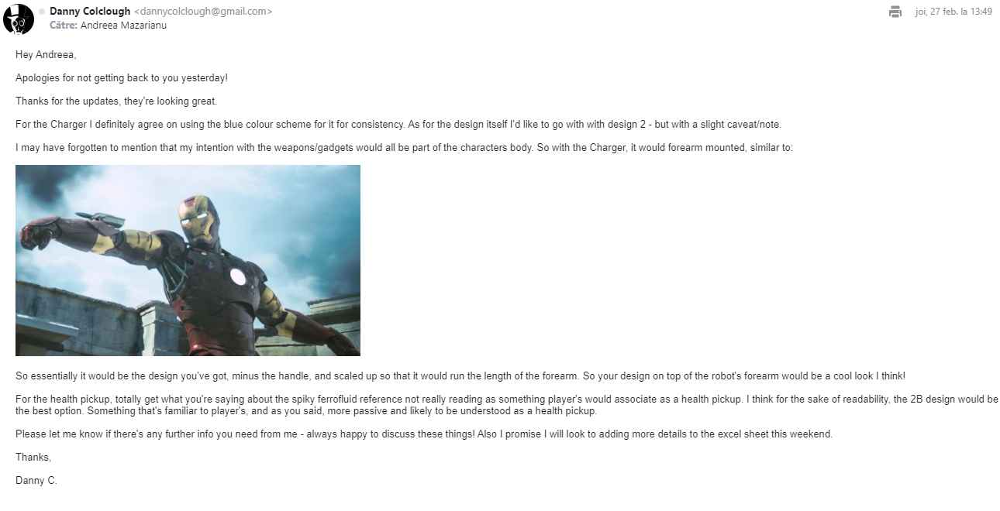 Danny Colclough <dannycolclough@gmail.com>
joi, 27 feb. la 13:49
Către: Andreea Mazarianu
Hey Andreea,
Apologies for not getting back to you yesterday!
Thanks for the updates, they're looking great.
For the Charger I definitely agree on using the blue colour scheme for it for consistency. As for the design itself I'd like to go with with design 2 - but with a slight caveat/note.
I may have forgotten to mention that my intention with the weapons/gadgets would all be part of the characters body. So with the Charger, it would forearm mounted, similar to:
So essentially it would be the design you've got, minus the handle, and scaled up so that it would run the length of the forearm. So your design on top of the robot's forearm would be a cool look I think!
For the health pickup, totally get what you're saying about the spiky ferrofluid reference not really reading as something player's would associate as a health pickup. I think for the sake of readability, the 2B design would be
the best option. Something that's familiar to player's, and as you said, more passive and likely to be understood as a health pickup.
Please let me know if there's any further info you need from me - always happy to discuss these things! Also I promise I will look to adding more details to the excel sheet this weekend.
Thanks,
Danny C.